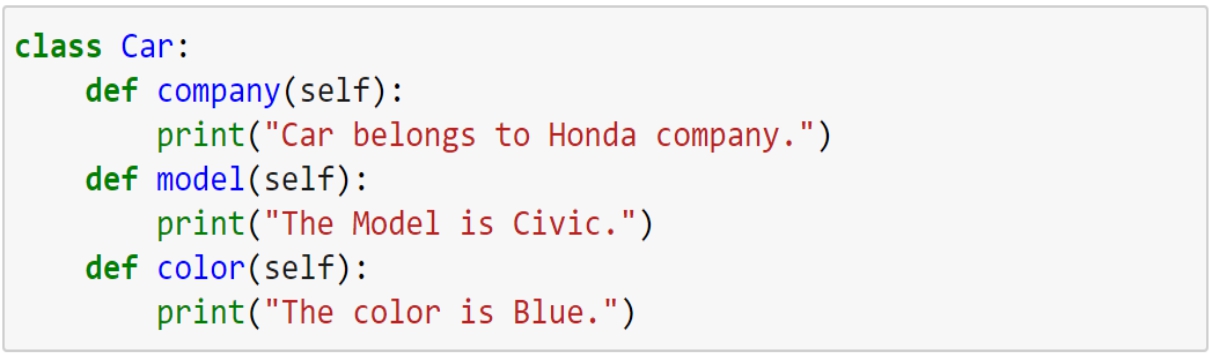 class Car:
    def company(self):
        print("Car belongs to Honda company.")
    def model(self):
        print("The Model is Civic.")
    def color(self):
        print("The color is Blue.")